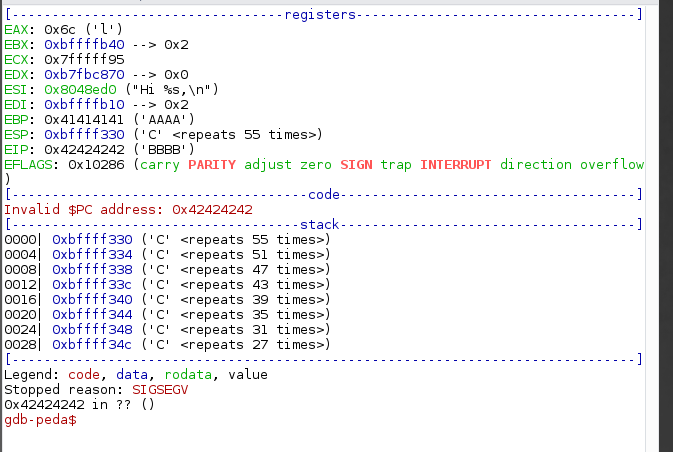 [----------------------------------registers-----------------------------------]
EAX: 0x6c ('l')
EBX: 0xbffffb40 --> 0x2
ECX: 0x7fffff95
EDX: 0xb7fbc870 --> 0x0
ESI: 0x8048ed0 ("Hi %s,\n")
EDI: 0xbffffb10 --> 0x2
EBP: 0x41414141 ('AAAA')
ESP: 0xbffff330 ('C' <repeats 55 times>)
EIP: 0x42424242 ('BBBB')
EFLAGS: 0x10286 (carry PARITY adjust zero SIGN trap INTERRUPT direction overflow
)
[-------------------------------------code-------------------------------------]
Invalid $PC address: 0x42424242
[------------------------------------stack-------------------------------------]
0000| 0xbffff330 ('C' <repeats 55 times>)
0004| 0xbffff334 ('C' <repeats 51 times>)
0008| 0xbffff338 ('C' <repeats 47 times>)
0012| 0xbffff33c ('C' <repeats 43 times>)
0016| 0xbffff340 ('C' <repeats 39 times>)
0020| 0xbffff344 ('C' <repeats 35 times>)
0024| 0xbffff348 ('C' <repeats 31 times>)
0028| 0xbffff34c ('C' <repeats 27 times>)
[------------------------------------------------------------------------------]
Legend: code, data, rodata, value
Stopped reason: SIGSEGV
0x42424242 in ?? ()
gdb-peda$